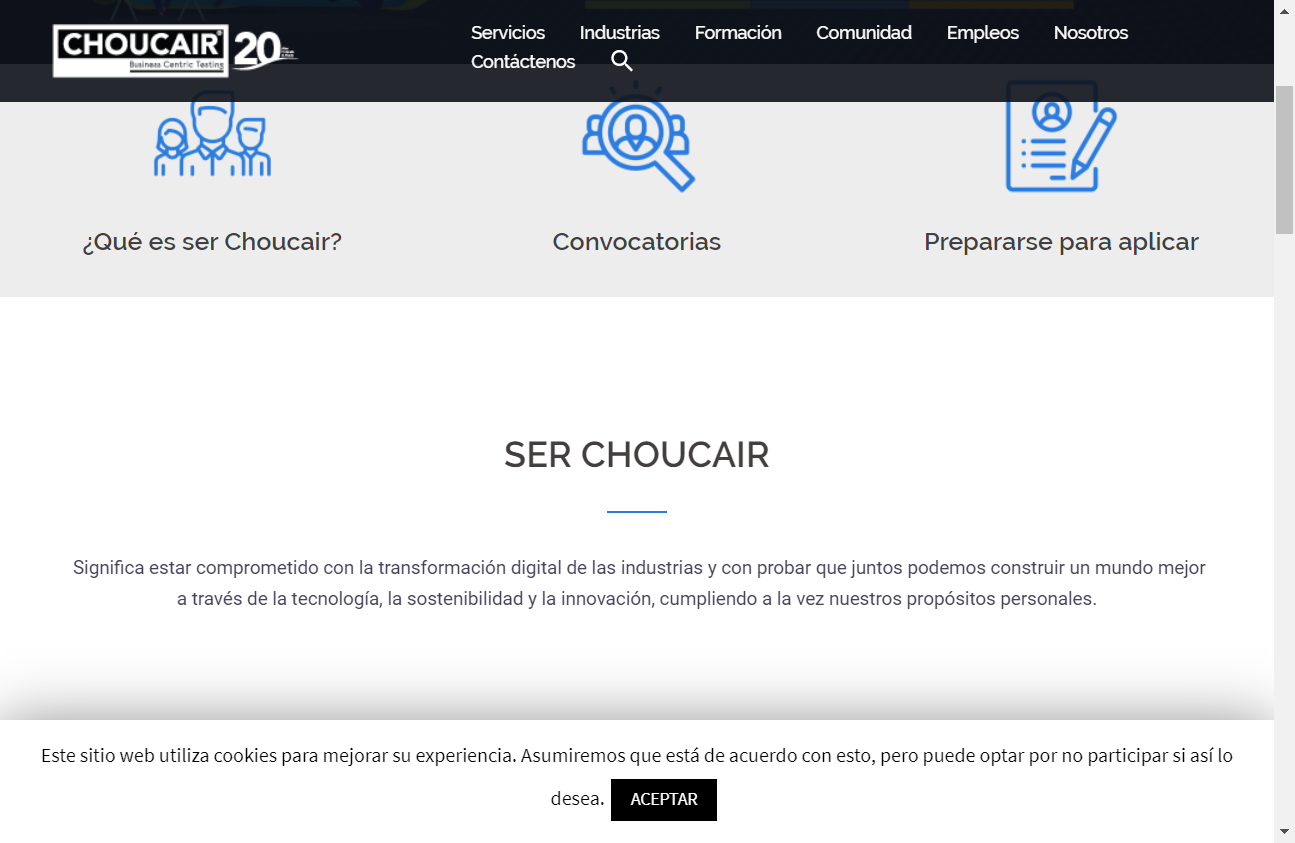 CHOUCAIR® 20
Business Centric Testing
Servicios Industrias Formación Comunidad Empleos Nosotros
Contáctenos
¿Qué es ser Choucair? Convocatorias Prepararse para aplicar
SER CHOUCAIR
Significa estar comprometido con la transformación digital de las industrias y con probar que juntos podemos construir un mundo mejor
a través de la tecnología, la sostenibilidad y la innovación, cumpliendo a la vez nuestros propósitos personales.
Este sitio web utiliza cookies para mejorar su experiencia. Asumiremos que está de acuerdo con esto, pero puede optar por no participar si así lo
desea. ACEPTAR